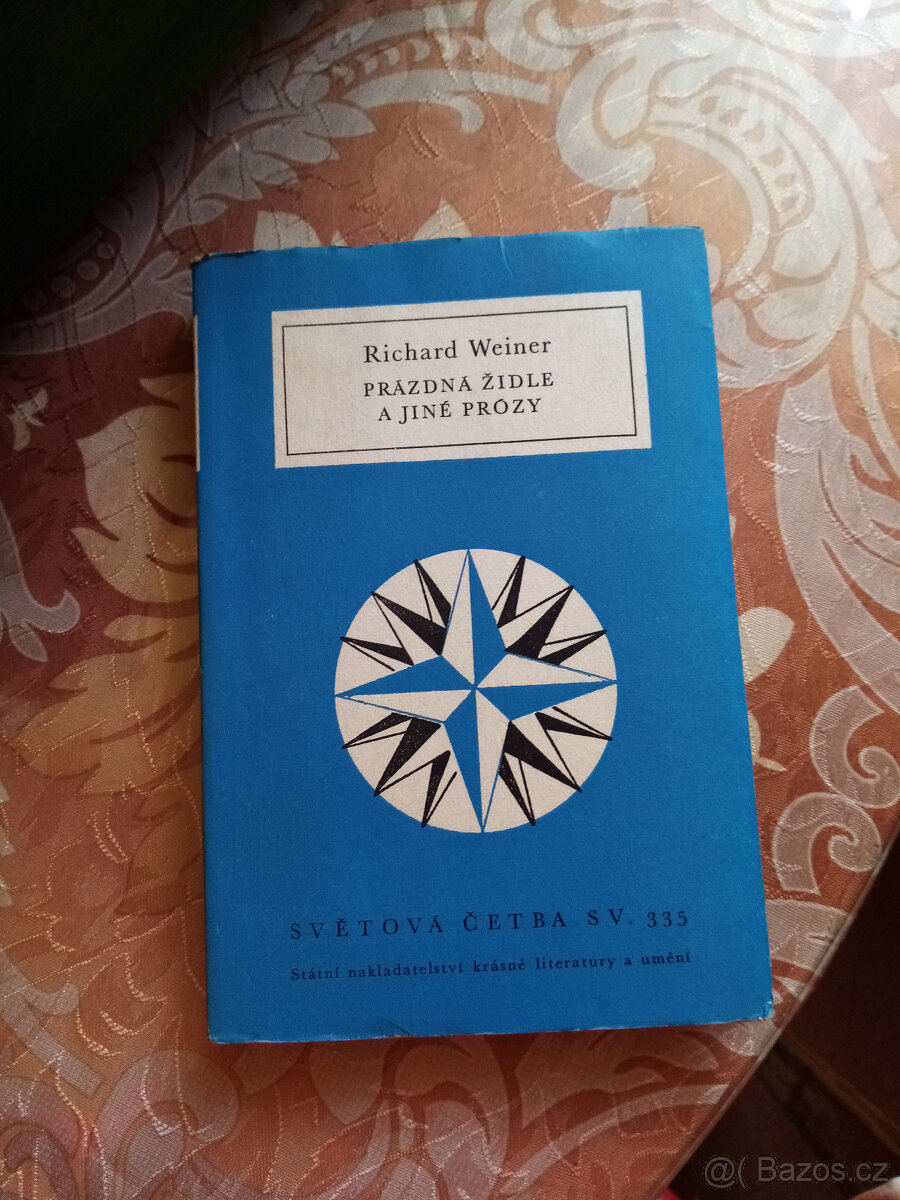 Richard Weiner
PRÁZDNÁ ŽIDLE
A JINÉ PRÓZY
SVĚTOVÁ ČETBA SV. 335
Státní nakladatelství krásné literatury a umění
@( Bazos.cz